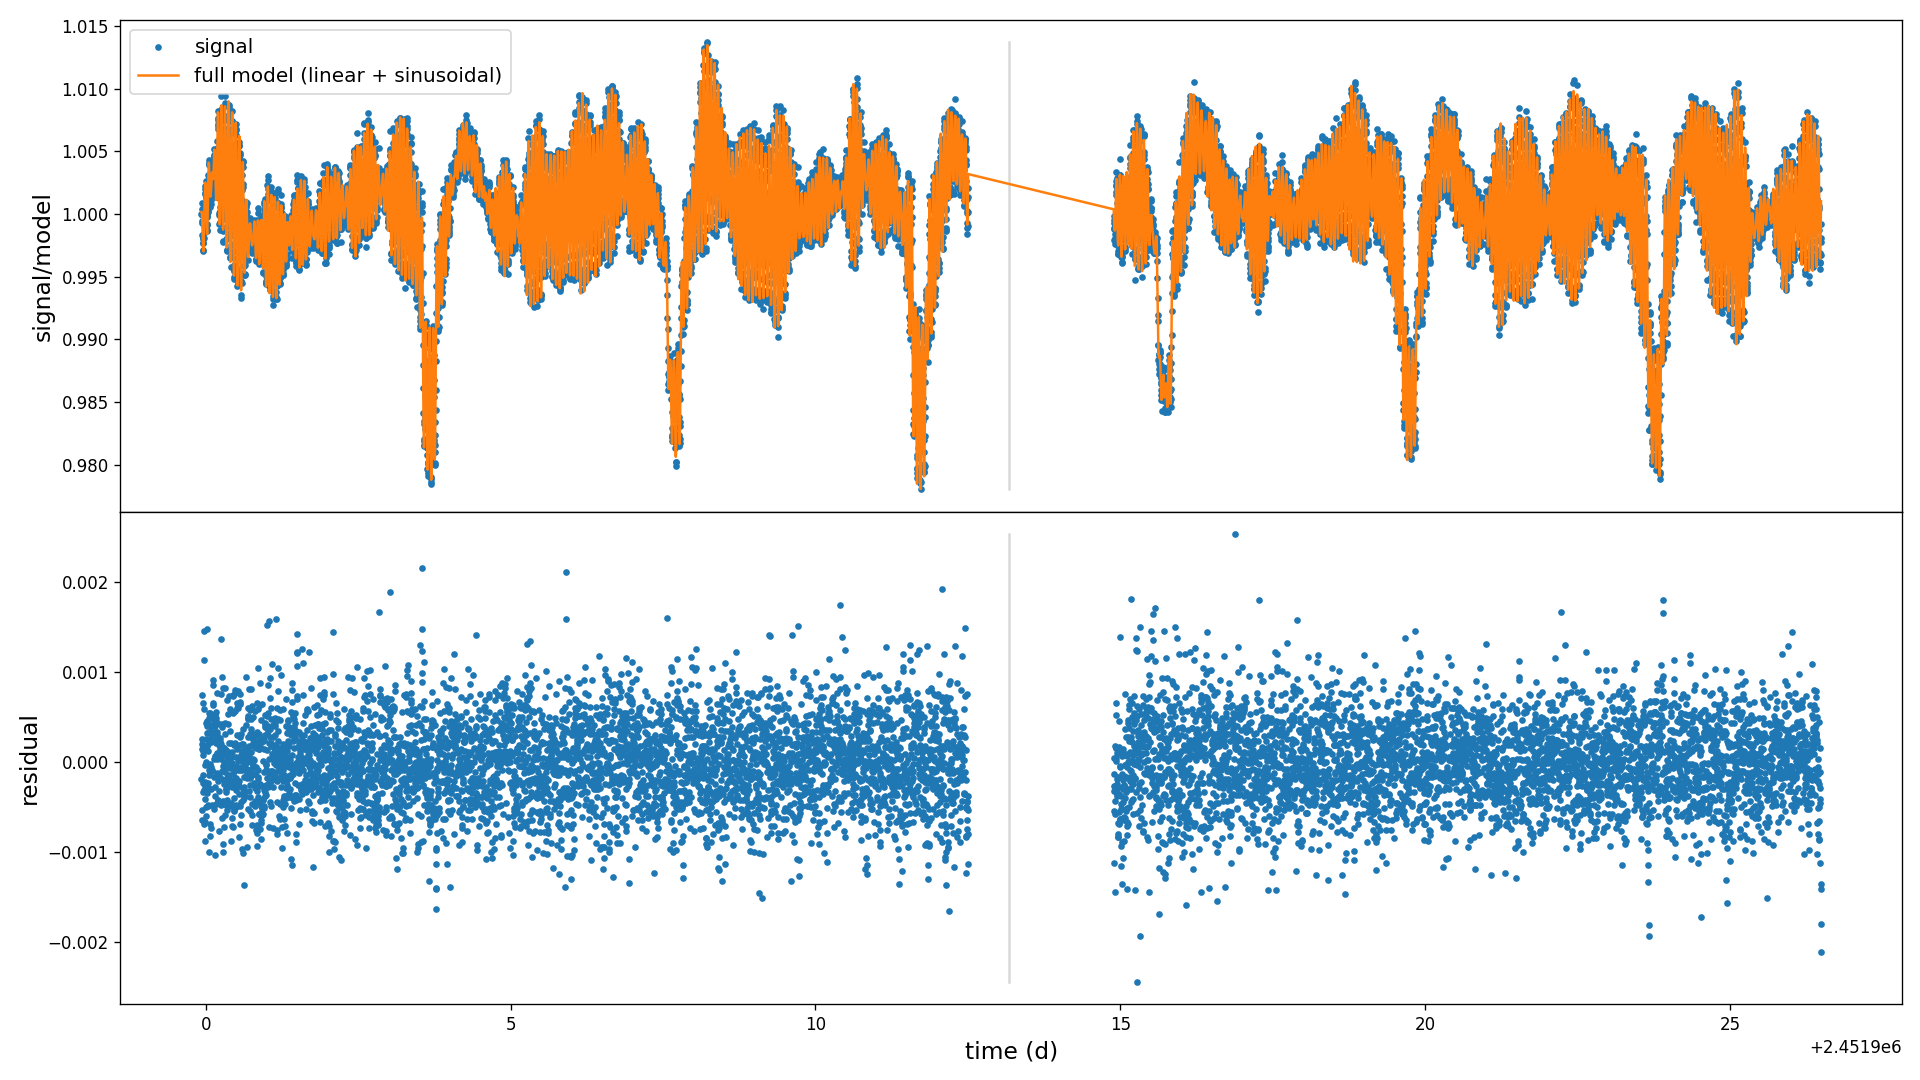 signal
full model (linear + sinusoidal)
1.015
1.010
1.005
1.000
0.995
0.990
0.985
0.980
signal/model
0.002
0.001
0.000
−0.001
−0.002
residual
0 5 10 15 20 25
time (d)
+2.4519e6